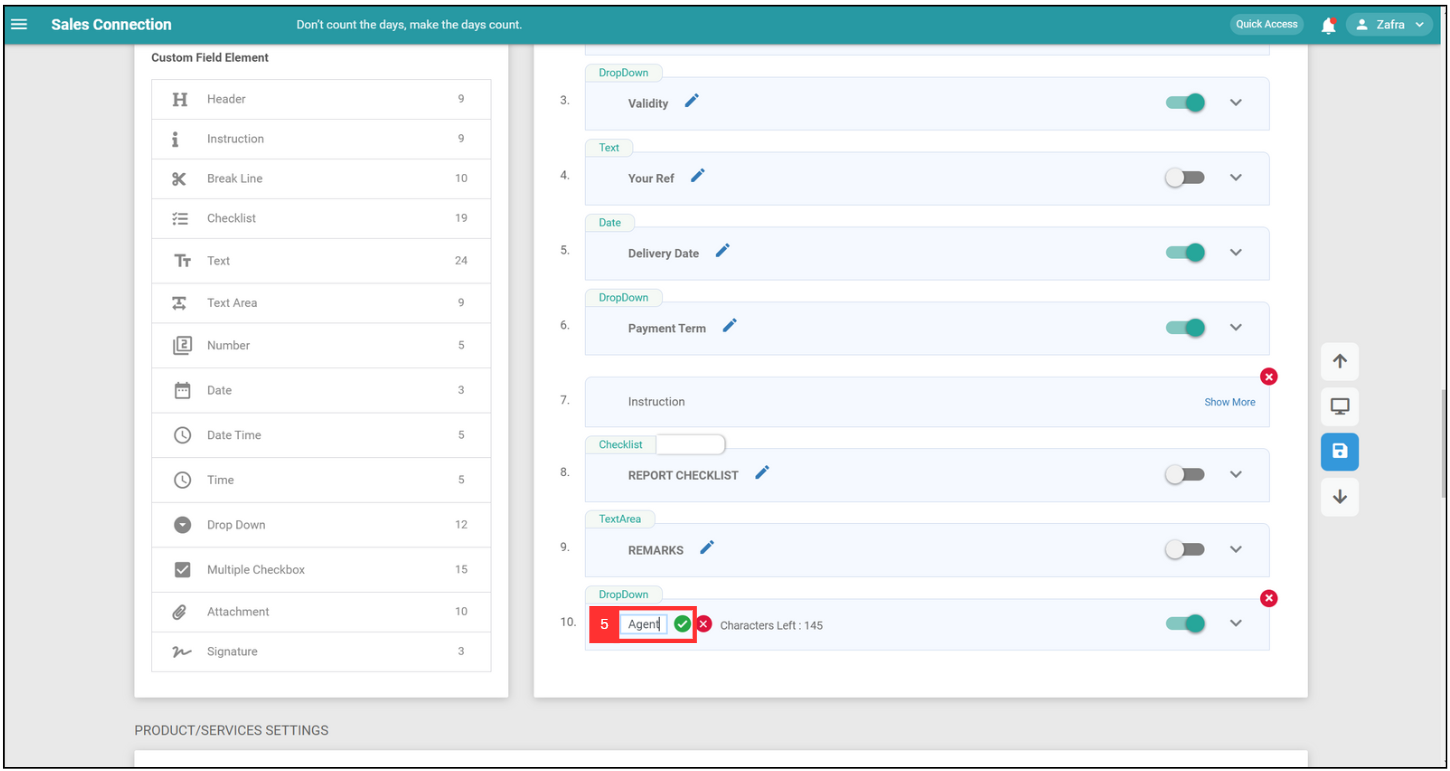 Sales Connection
Don't count the days, make the days count.
Quick Access
Zafra
Custom Field Element
Header 9
Instruction 9
Break Line 10
Checklist 19
Text 24
Text Area 9
Number 5
Date 3
Date Time 5
Time 5
Drop Down 12
Multiple Checkbox 15
Attachment 10
Signature 3
DropDown
3. Validity
Text
4. Your Ref
Date
5. Delivery Date
DropDown
6. Payment Term
7. Instruction Show More
Checklist
8. REPORT CHECKLIST
TextArea
9. REMARKS
DropDown
10. 5 Agent Characters Left : 145
PRODUCT/SERVICES SETTINGS